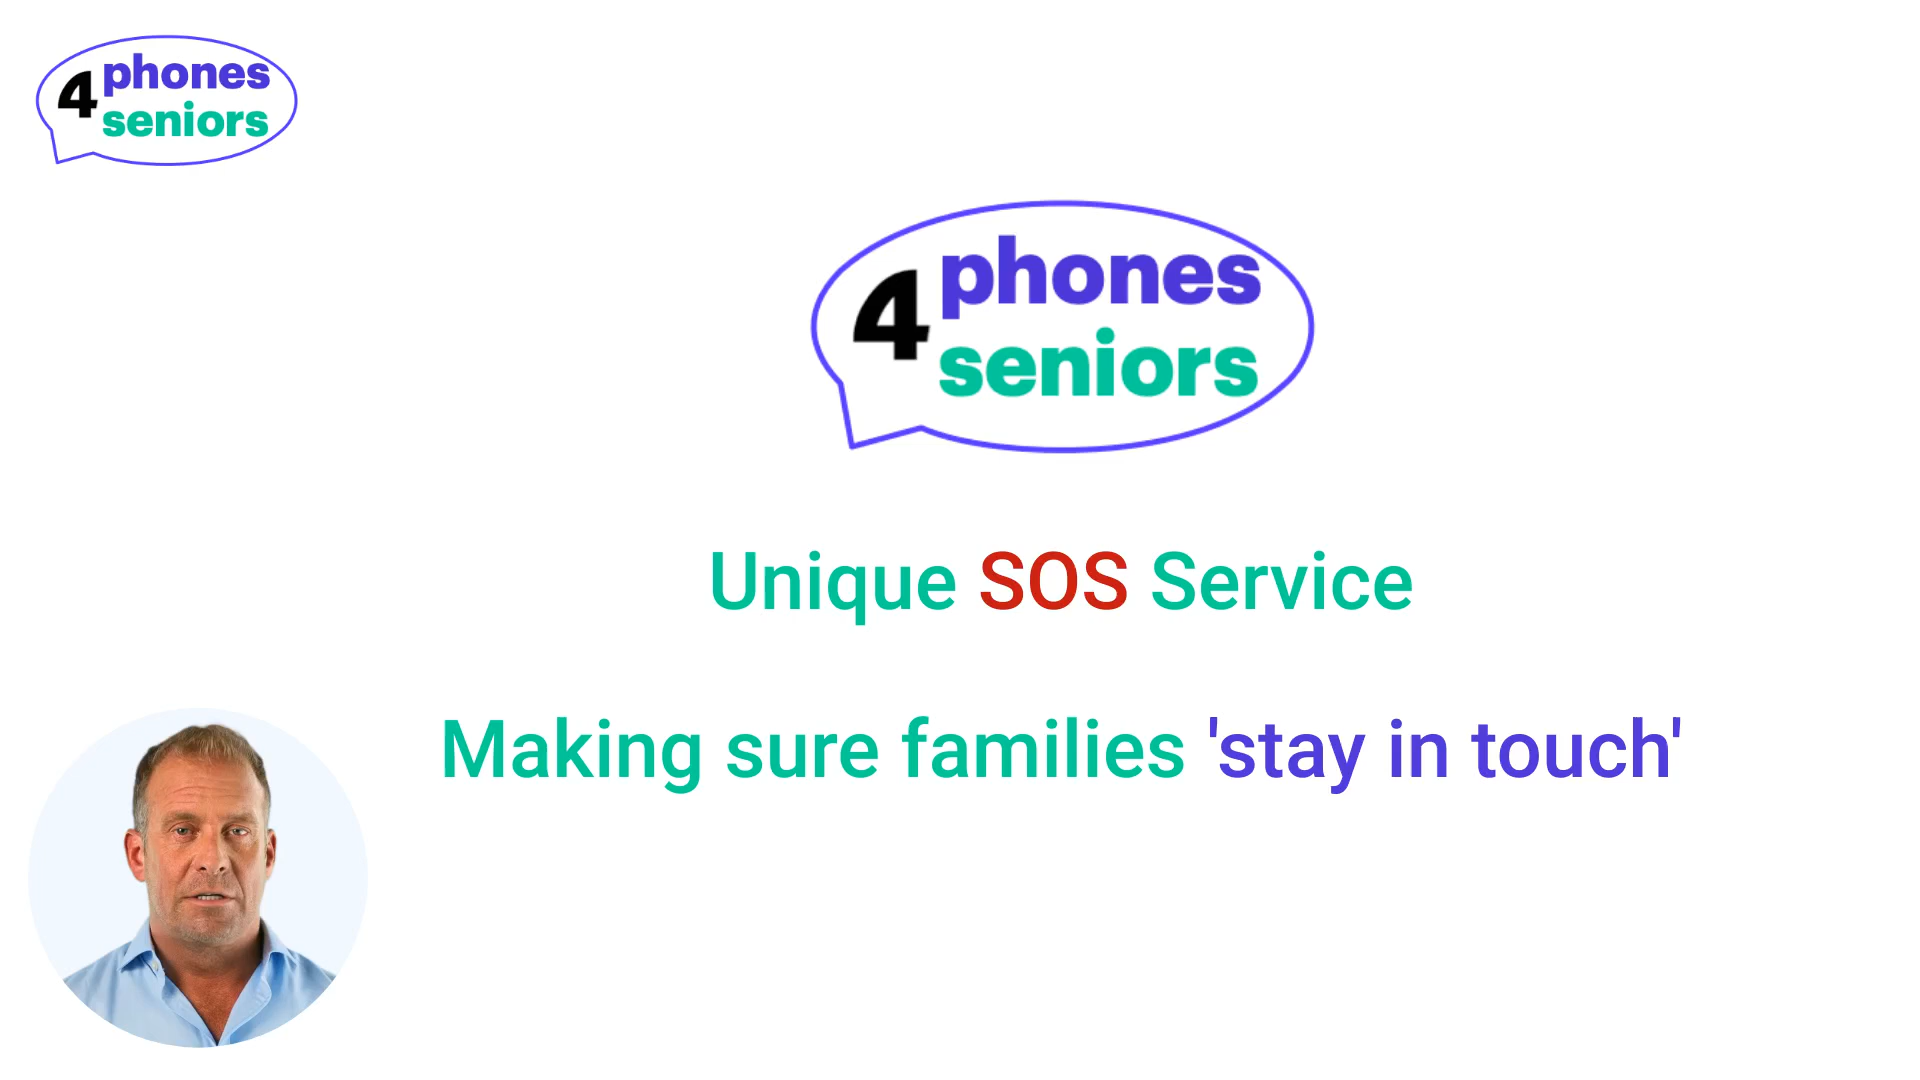 4 phones
seniors
4 phones
seniors
Unique SOS Service
Making sure families 'stay in touch'